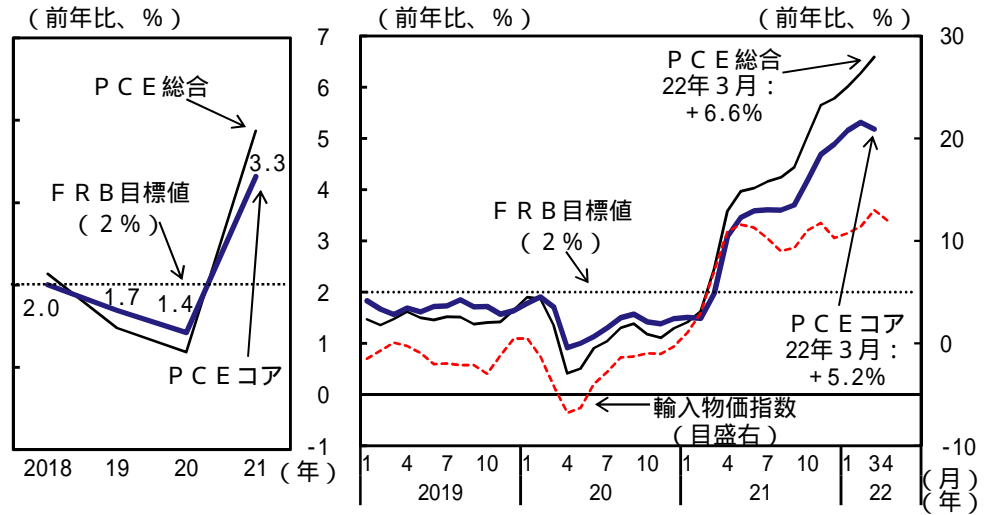 （前年比、％）
ＰＣＥ総合
3.3
ＦＲＢ目標値
（２％）
2.0
1.7
1.4
ＰＣＥコア
2018 19 20 21 （年）
（前年比、％）
（前年比、％）
7
6
5
4
3
2
1
0
-1
30
20
10
0
-10
ＰＣＥ総合
22年３月：
+6.6%
ＦＲＢ目標値
（２％）
ＰＣＥコア
22年３月：
+5.2%
輸入物価指数
（目盛右）
1 4 7 10 1 4 7 10 1 4 7 10 1 34 （月）
2019 20 21 22 （年）